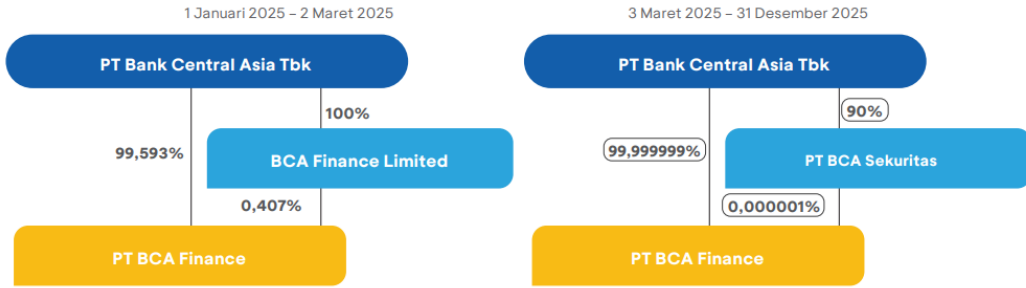 1 Januari 2025 – 2 Maret 2025
PT Bank Central Asia Tbk
100%
99,593%
BCA Finance Limited
0,407%
PT BCA Finance
3 Maret 2025 – 31 Desember 2025
PT Bank Central Asia Tbk
90%
99,999999%
PT BCA Sekuritas
0,000001%
PT BCA Finance